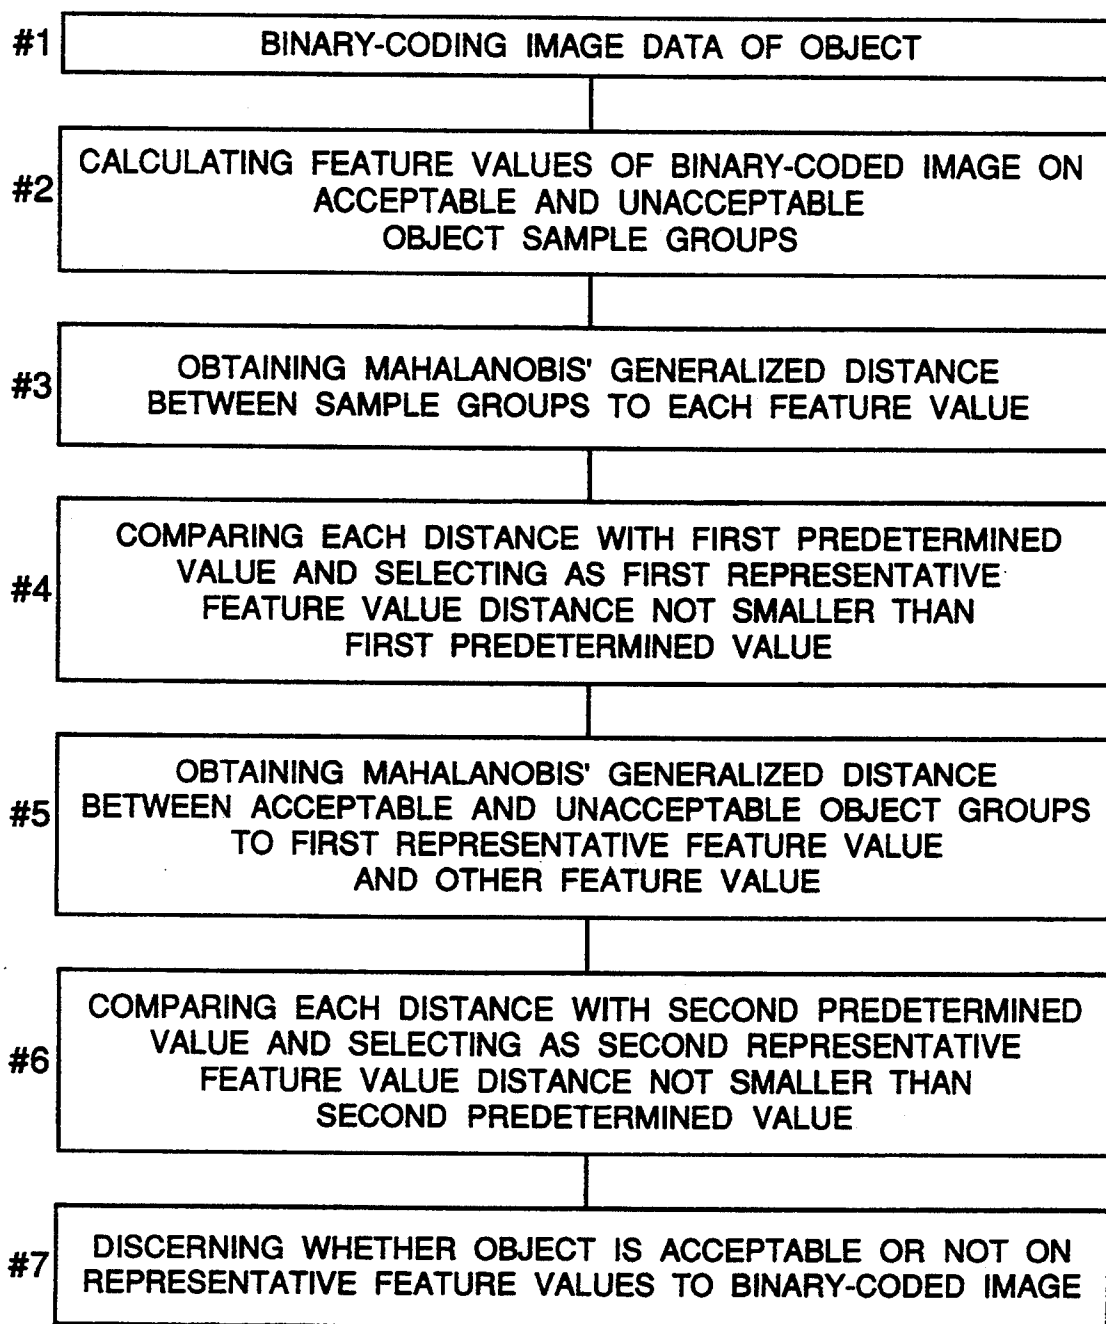 #1 BINARY-CODING IMAGE DATA OF OBJECT
#2
CALCULATING FEATURE VALUES OF BINARY-CODED IMAGE ON
ACCEPTABLE AND UNACCEPTABLE
OBJECT SAMPLE GROUPS
#3
OBTAINING MAHALANOBIS' GENERALIZED DISTANCE
BETWEEN SAMPLE GROUPS TO EACH FEATURE VALUE
#4
COMPARING EACH DISTANCE WITH FIRST PREDETERMINED
VALUE AND SELECTING AS FIRST REPRESENTATIVE
FEATURE VALUE DISTANCE NOT SMALLER THAN
FIRST PREDETERMINED VALUE
#5
OBTAINING MAHALANOBIS' GENERALIZED DISTANCE
BETWEEN ACCEPTABLE AND UNACCEPTABLE OBJECT GROUPS
TO FIRST REPRESENTATIVE FEATURE VALUE
AND OTHER FEATURE VALUE
#6
COMPARING EACH DISTANCE WITH SECOND PREDETERMINED
VALUE AND SELECTING AS SECOND REPRESENTATIVE
FEATURE VALUE DISTANCE NOT SMALLER THAN
SECOND PREDETERMINED VALUE
#7
DISCERNING WHETHER OBJECT IS ACCEPTABLE OR NOT ON
REPRESENTATIVE FEATURE VALUES TO BINARY-CODED IMAGE